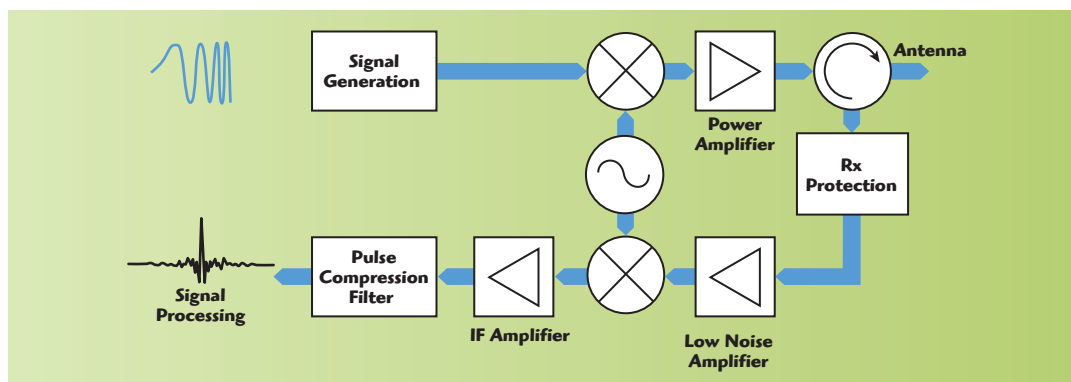 Signal
Generation
Power
Amplifier
Antenna
Rx
Protection
Low Noise
Amplifier
IF Amplifier
Pulse
Compression
Filter
Signal
Processing